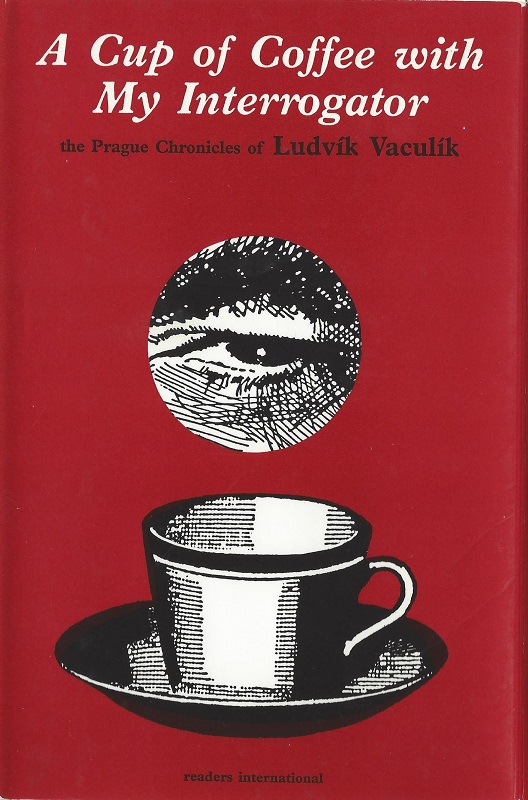 A Cup of Coffee with
My Interrogator
the Prague Chronicles of Ludvík Vaculík
readers international